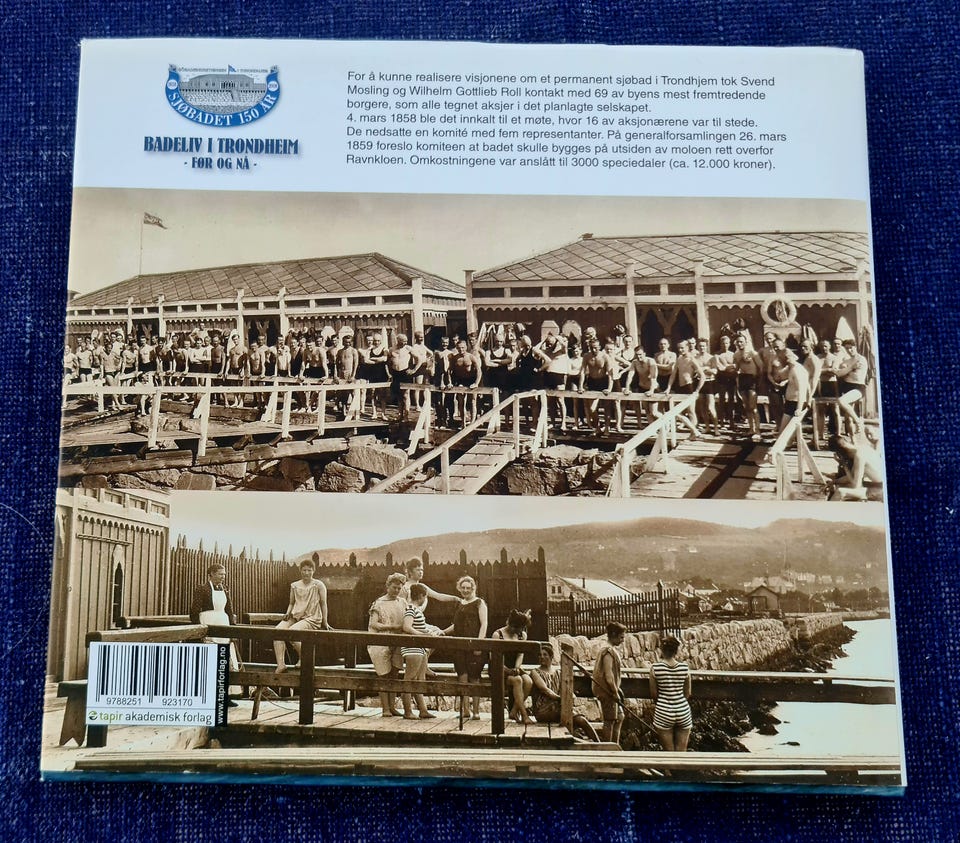 SJØBADET 150 ÅR
BADELIV I TRONDHEIM
- FØR OG NÅ -
For å kunne realisere visjonene om et permanent sjøbad i Trondhjem tok Svend
Mosling og Wilhelm Gottlieb Roll kontakt med 69 av byens mest fremtredende
borgere, som alle tegnet aksjer i det planlagte selskapet.
4. mars 1858 ble det innkalt til et møte, hvor 16 av aksjonærene var til stede.
De nedsatte en komité med fem representanter. På generalforsamlingen 26. mars
1859 foreslo komiteen at badet skulle bygges på utsiden av moloen rett overfor
Ravnkloen. Omkostningene var anslått til 3000 speciedaler (ca. 12.000 kroner).
9788251 923170
tapir akademisk forlag
www.tapirforlag.no